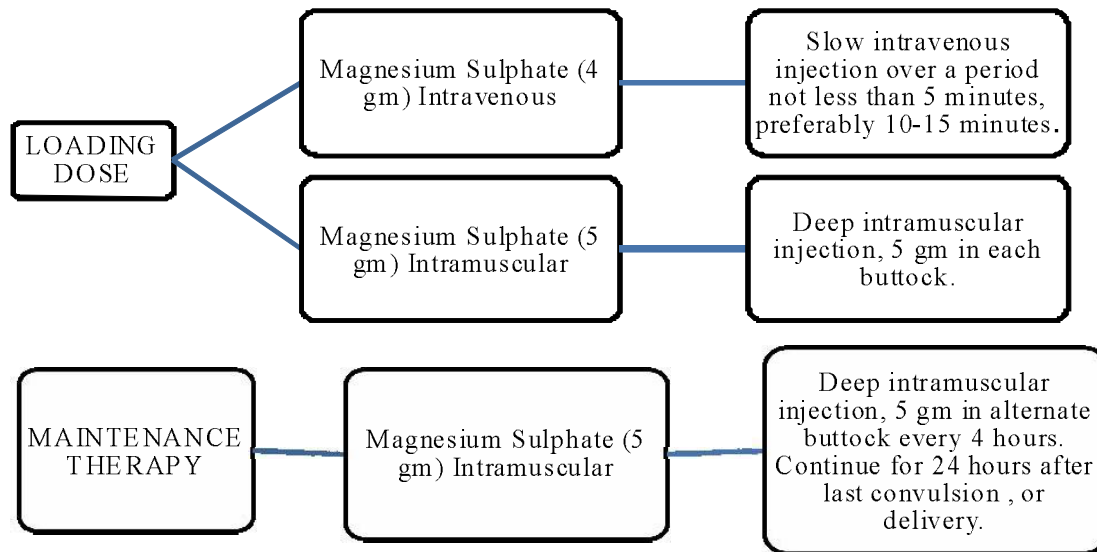 LOADING
DOSE
Magnesium Sulphate (4
gm) Intravenous
Slow intravenous
injection over a period
not less than 5 minutes,
preferably 10-15 minutes.
Magnesium Sulphate (5
gm) Intramuscular
Deep intramuscular
injection, 5 gm in each
buttock.
MAINTENANCE
THERAPY
Magnesium Sulphate (5
gm) Intramuscular
Deep intramuscular
injection, 5 gm in alternate
buttock every 4 hours.
Continue for 24 hours after
last convulsion , or
delivery.